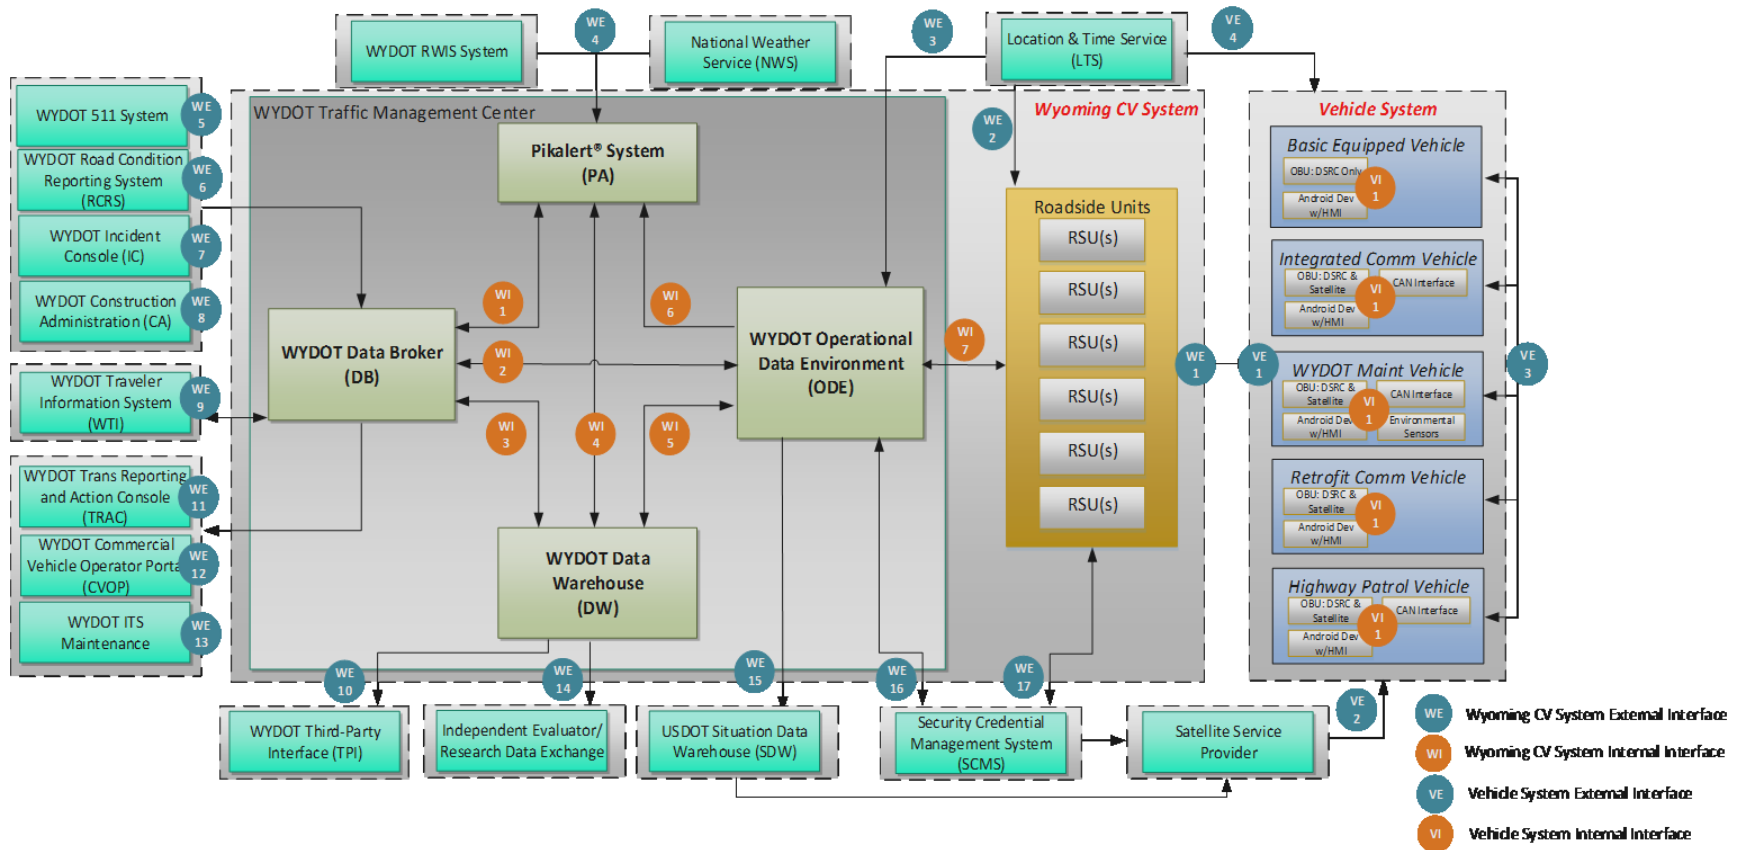 WE
4
WYDOT RWIS System
National Weather
Service (NWS)
WE
3
Location & Time Service
(LTS)
VE
4
WYDOT 511 System
WE
5
WYDOT Road Condition
Reporting System
(RCRS)
WE
6
WYDOT Incident
Console (IC)
WE
7
WYDOT Construction
Administration (CA)
WE
8
WYDOT Traveler
Information System
(WTI)
WE
9
WYDOT Trans Reporting
and Action Console
(TRAC)
WE
11
WYDOT Commercial
Vehicle Operator Porta
(CVOP)
WE
12
WYDOT ITS
Maintenance
WE
13
WYDOT Traffic Management Center
Wyoming CV System
Pikalert® System
(PA)
WE
2
WI
1
WI
6
WYDOT Data Broker
(DB)
WI
2
WYDOT Operational
Data Environment
(ODE)
WI
7
WI
3
WI
4
WI
5
WYDOT Data
Warehouse
(DW)
Roadside Units
RSU(s)
RSU(s)
RSU(s)
RSU(s)
RSU(s)
RSU(s)
WE
1
VE
1
Vehicle System
Basic Equipped Vehicle
OBU: DSRC Only
Android Dev
w/HMI
VI
1
Integrated Comm Vehicle
OBU: DSRC &
Satellite
CAN Interface
Android Dev
w/HMI
VI
1
WYDOT Maint Vehicle
OBU: DSRC &
Satellite
CAN Interface
Android Dev
w/HMI
Environmental
Sensors
VI
1
Retrofit Comm Vehicle
OBU: DSRC &
Satellite
Android Dev
w/HMI
VI
1
Highway Patrol Vehicle
OBU: DSRC &
Satellite
CAN Interface
Android Dev
w/HMI
VI
1
VE
3
WE
10
WE
14
WE
15
WE
16
WE
17
VE
2
WYDOT Third-Party
Interface (TPI)
Independent Evaluator/
Research Data Exchange
USDOT Situation Data
Warehouse (SDW)
Security Credential
Management System
(SCMS)
Satellite Service
Provider
WE Wyoming CV System External Interface
WI Wyoming CV System Internal Interface
VE Vehicle System External Interface
VI Vehicle System Internal Interface